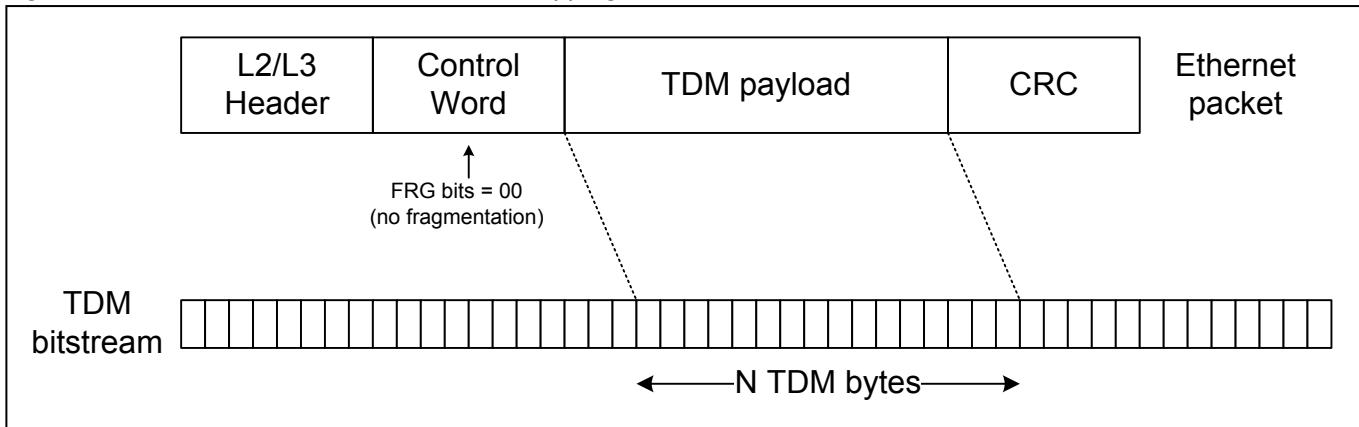 L2/L3
Header
Control
Word
TDM payload
CRC
Ethernet
packet
FRG bits = 00
(no fragmentation)
TDM
bitstream
N TDM bytes